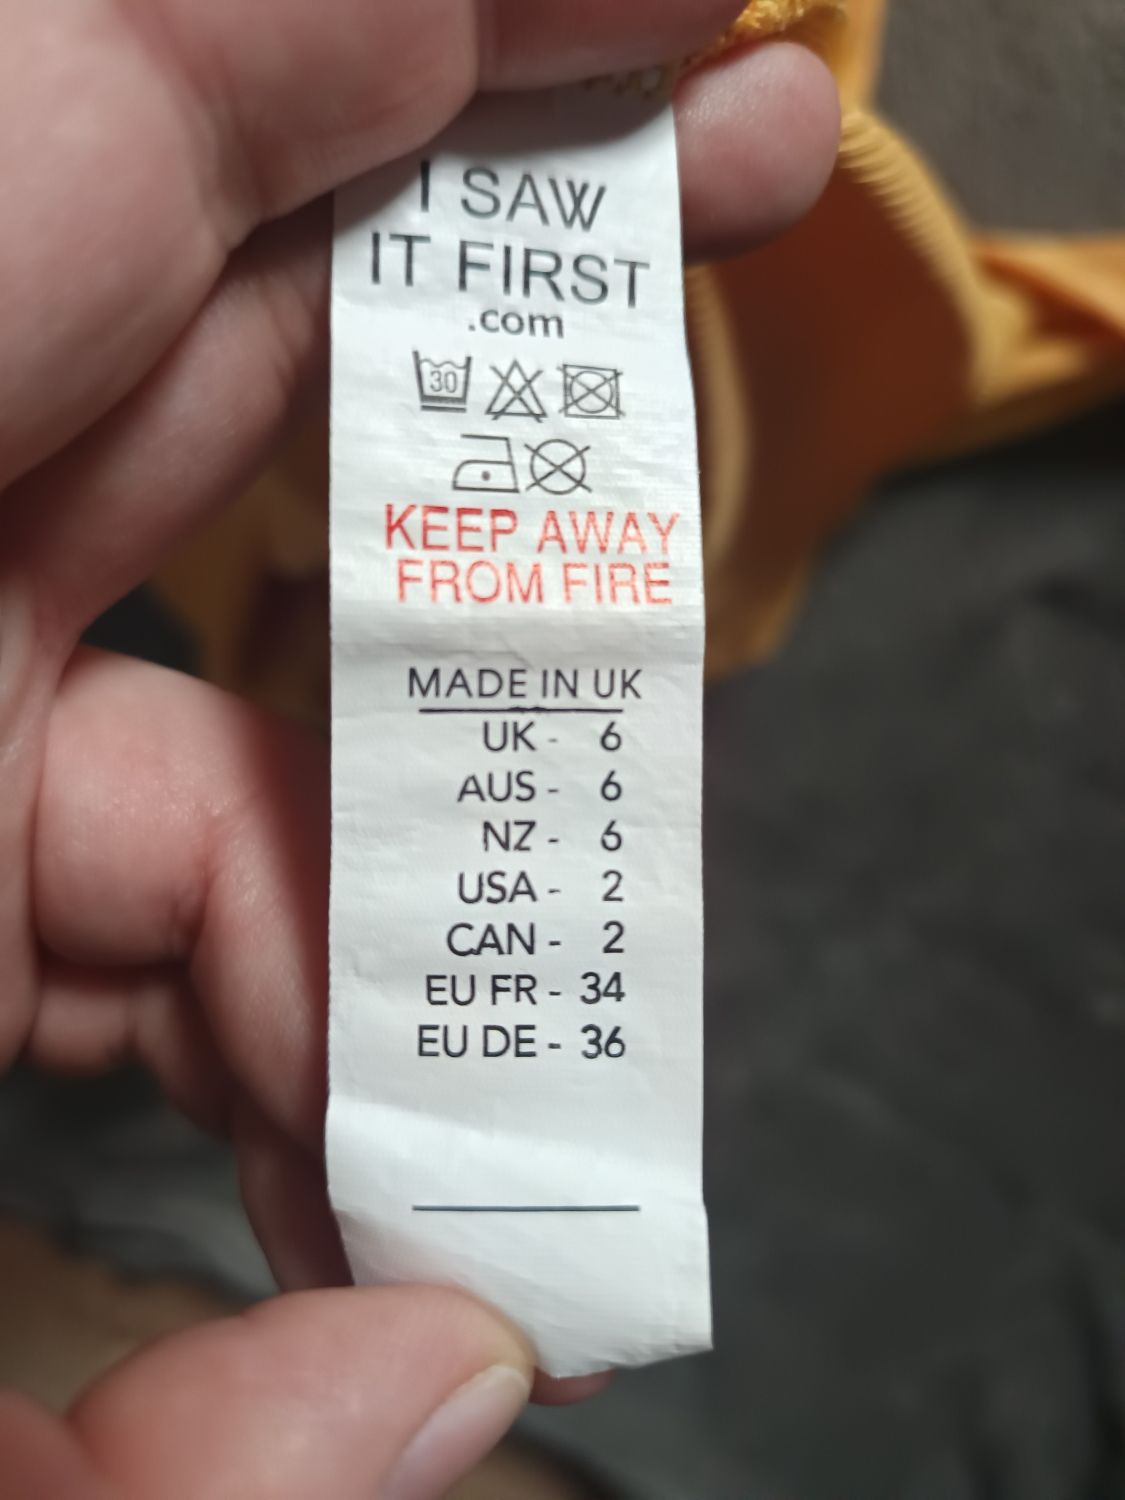 I SAW
IT FIRST
.com
30
KEEP AWAY
FROM FIRE
MADE IN UK
UK - 6
AUS - 6
NZ - 6
USA - 2
CAN - 2
EU FR - 34
EU DE - 36